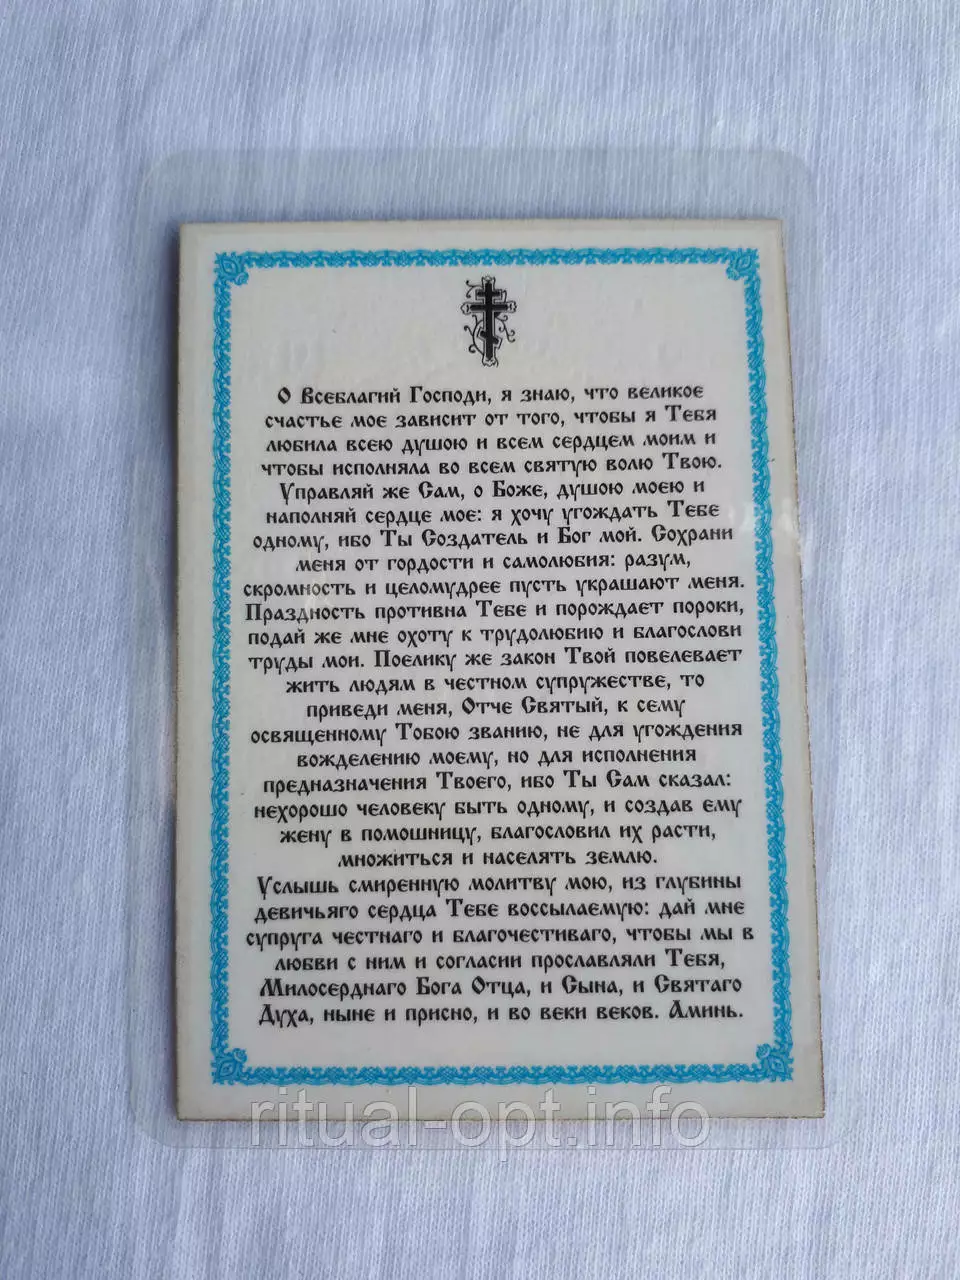 О Всеблагий Господи, я знаю, что великое
счастье мое зависит от того, чтобы я Тебя
любила всею душою и всем сердцем моим и
чтобы исполняла во всем святую волю Твою.
Управляй же Сам, о Боже, душою моею и
наполняй сердце мое: я хочу угождать Тебе
одному, ибо Ты Создатель и Бог мой. Сохрани
меня от гордости и самолюбия: разум,
скромность и целомудрее пусть украшают меня.
Праздность противна Тебе и порождает пороки,
подай же мне охоту к трудолюбию и благослови
труды мои. Поелику же закон Твой повелевает
жить людям в честном супружестве, то
приведи меня, Отче Святый, к сему
освященному Тобою званию, не для угождения
вожделению моему, но для исполнения
предназначения Твоего, ибо Ты Сам сказал:
нехорошо человеку быть одному, и создав ему
жену в помошницу, благословил их расти,
множиться и населять землю.
Услышь смиренную молитву мою, из глубины
девичьяго сердца Тебе воссылаемую: дай мне
супруга честнаго и благочестиваго, чтобы мы в
любви с ним и согласии прославляли Тебя,
Милосерднаго Бога Отца, и Сына, и Святаго
Духа, ныне и присно, и во веки веков. Аминь.
ritual-opt.info